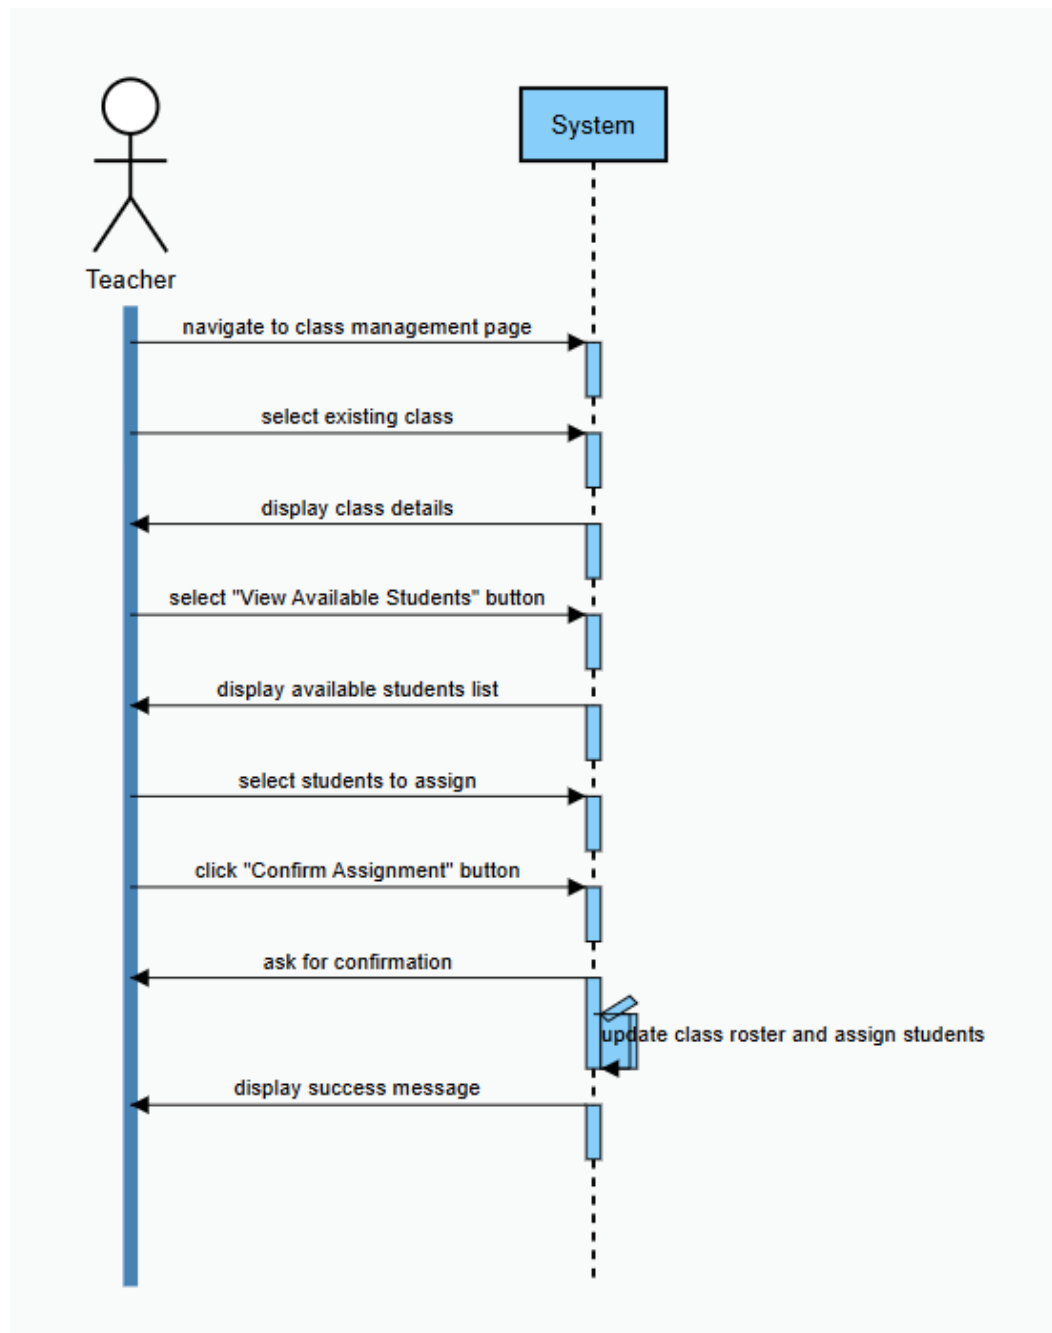 System
Teacher
navigate to class management page
select existing class
display class details
select "View Available Students" button
display available students list
select students to assign
click "Confirm Assignment" button
ask for confirmation
update class roster and assign students
display success message